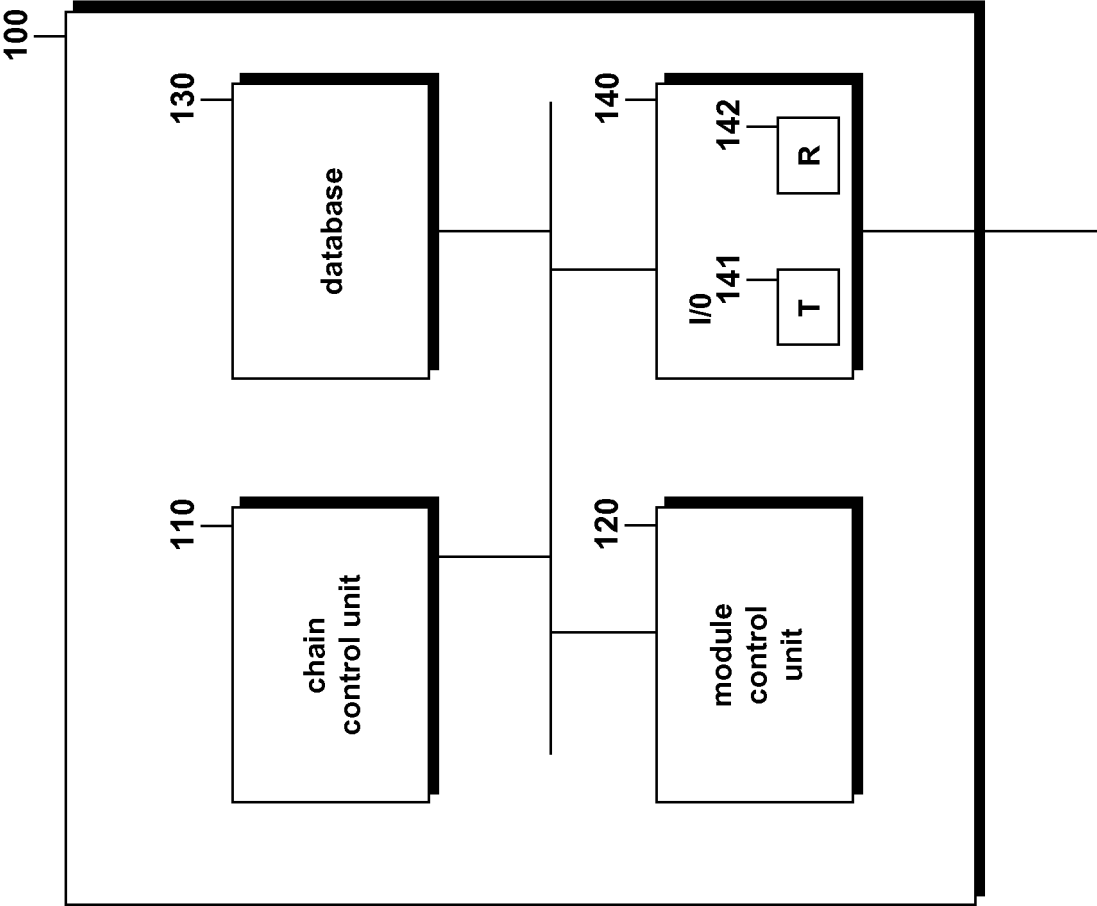 100
110
chain
control unit
130
database
120
module
control
unit
140
I/0
141
T
142
R